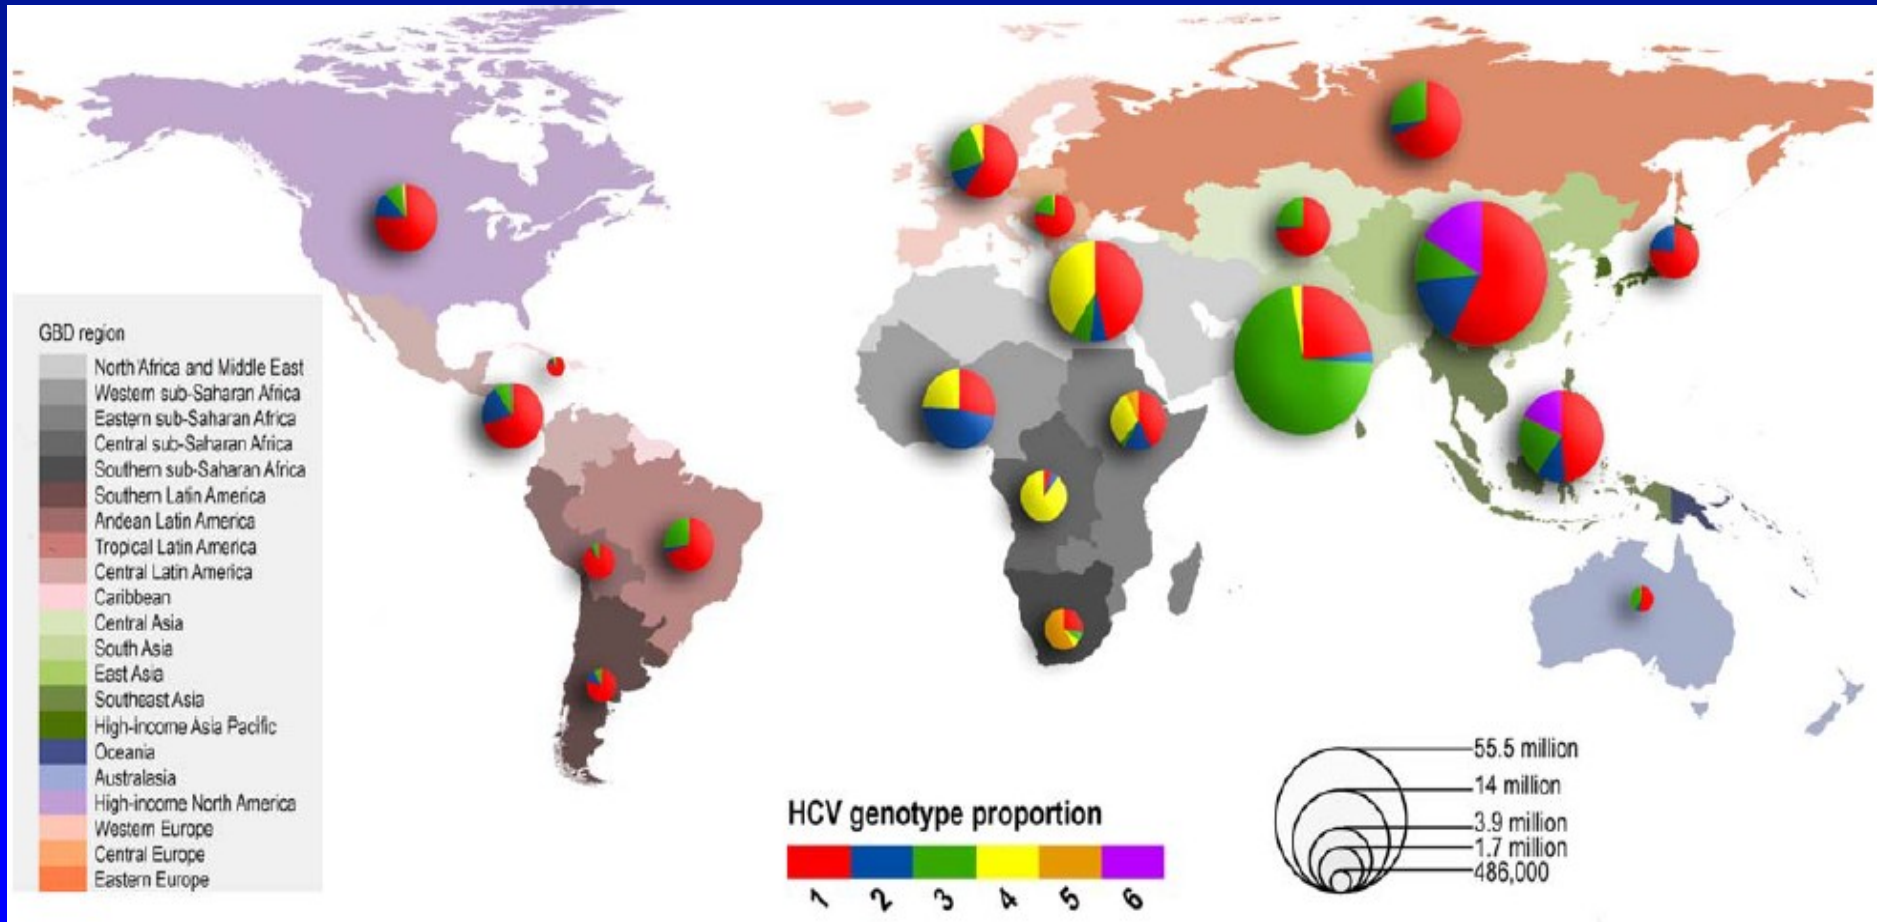 GBD region
North Africa and Middle East
Western sub-Saharan Africa
Eastern sub-Saharan Africa
Central sub-Saharan Africa
Southern sub-Saharan Africa
Southern Latin America
Andean Latin America
Tropical Latin America
Central Latin America
Caribbean
Central Asia
South Asia
East Asia
Southeast Asia
High-income Asia Pacific
Oceania
Australasia
High-income North America
Western Europe
Central Europe
Eastern Europe
HCV genotype proportion
1 2 3 4 5 6
55.5 million
14 million
3.9 million
1.7 million
486,000